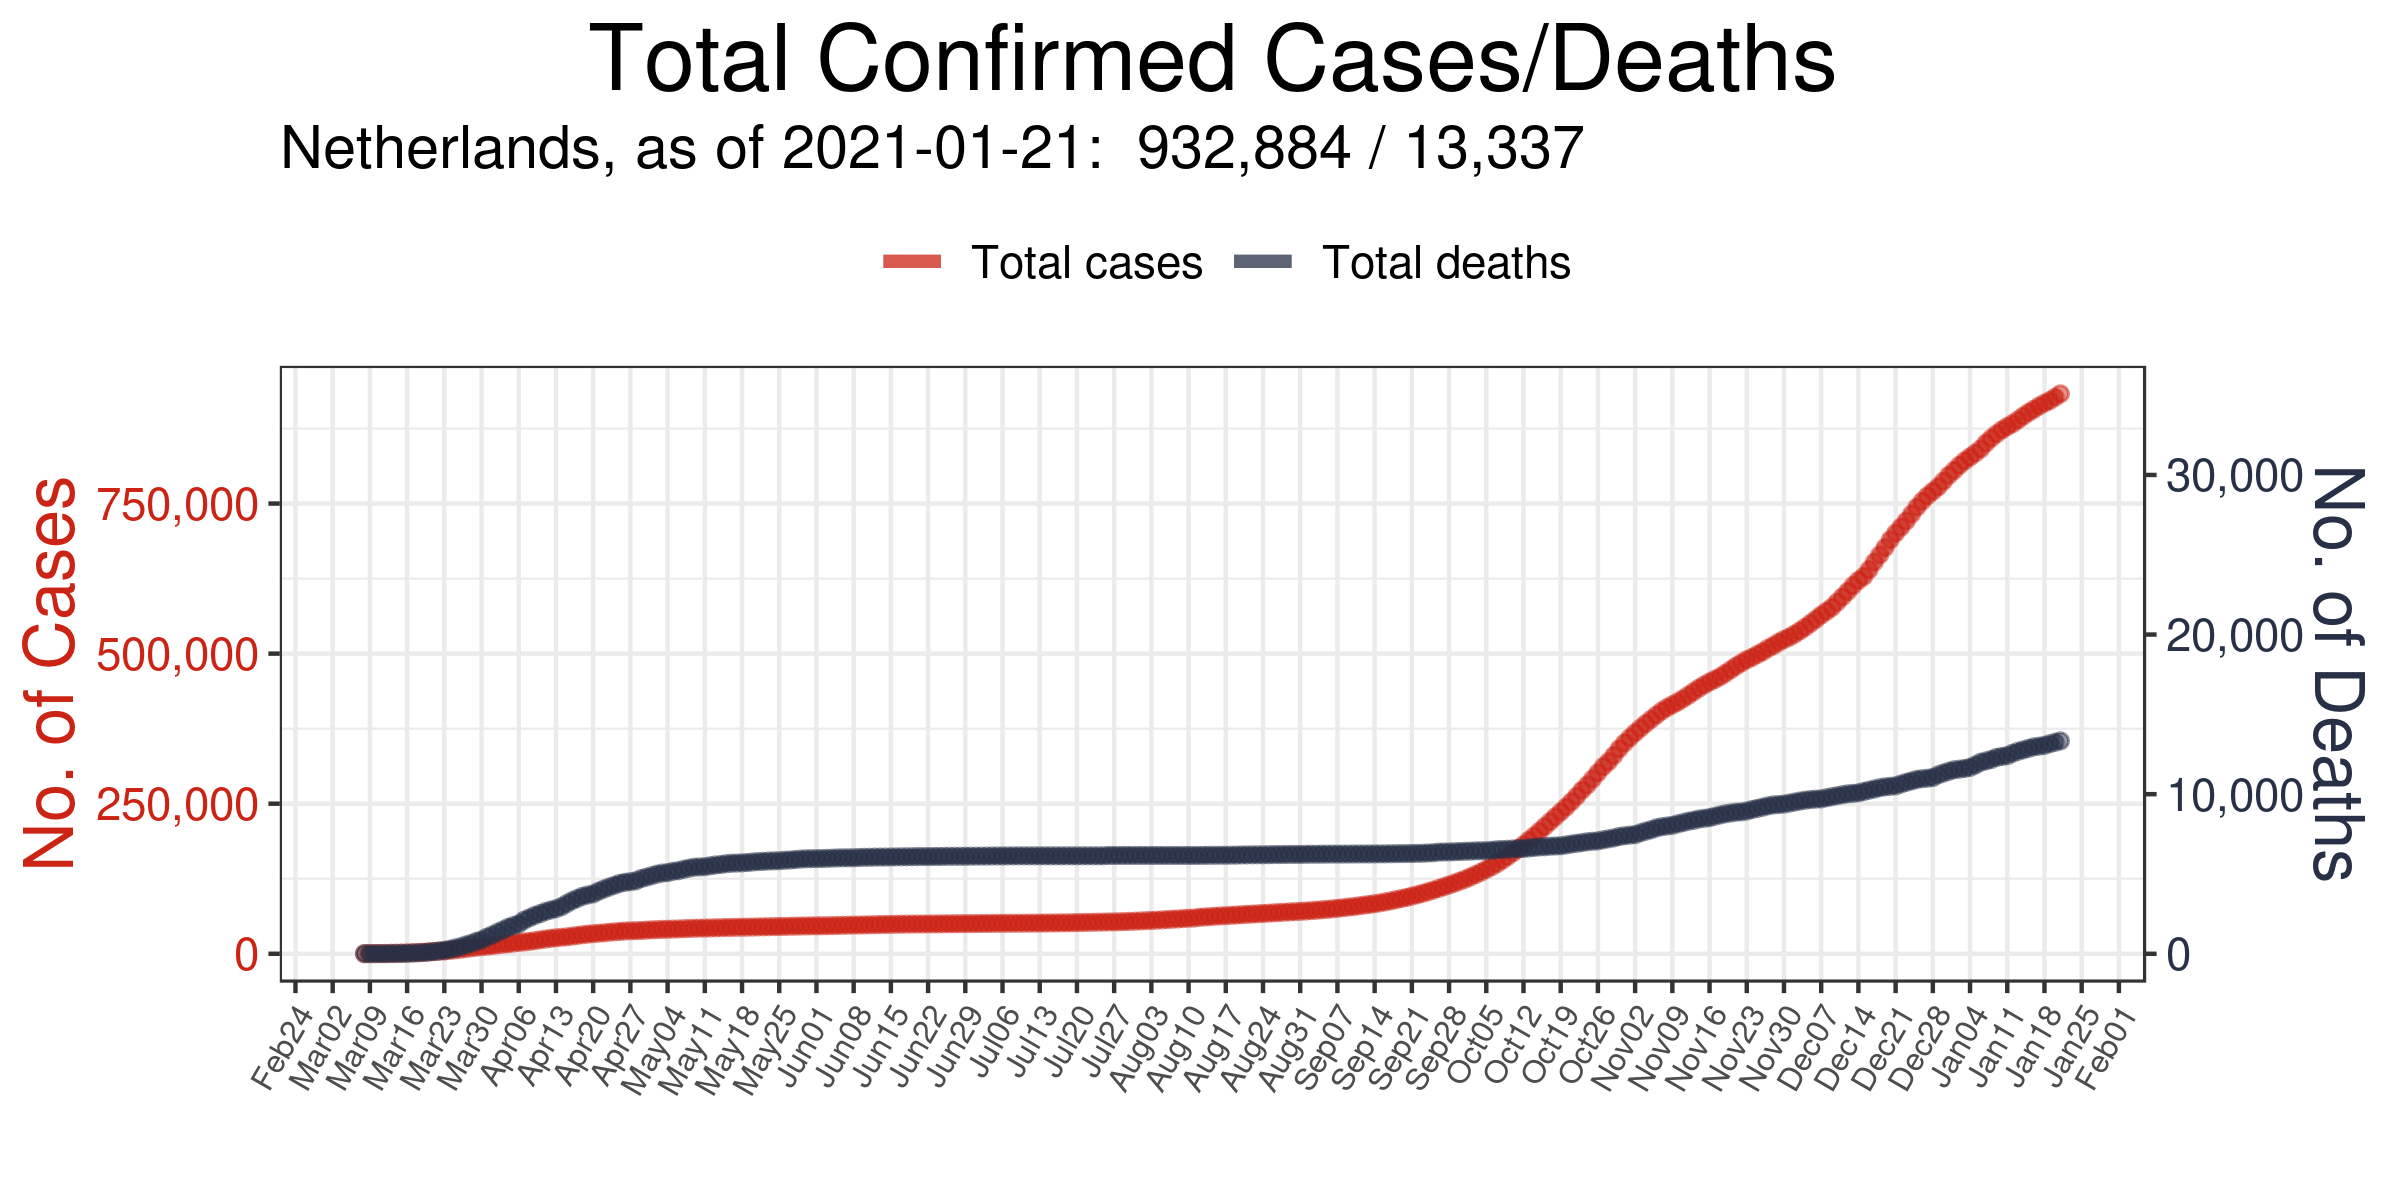 Total Confirmed Cases/Deaths
Netherlands, as of 2021-01-21:  932,884 / 13,337
Total cases
Total deaths
No. of Cases
750,000
500,000
250,000
0
30,000
20,000
10,000
0
No. of Deaths
Feb24
Mar02
Mar09
Mar16
Mar23
Mar30
Apr06
Apr13
Apr20
Apr27
May04
May11
May18
May25
Jun01
Jun08
Jun15
Jun22
Jun29
Jul06
Jul13
Jul20
Jul27
Aug03
Aug10
Aug17
Aug24
Aug31
Sep07
Sep14
Sep21
Sep28
Oct05
Oct12
Oct19
Oct26
Nov02
Nov09
Nov16
Nov23
Nov30
Dec07
Dec14
Dec21
Dec28
Jan04
Jan11
Jan18
Jan25
Feb01